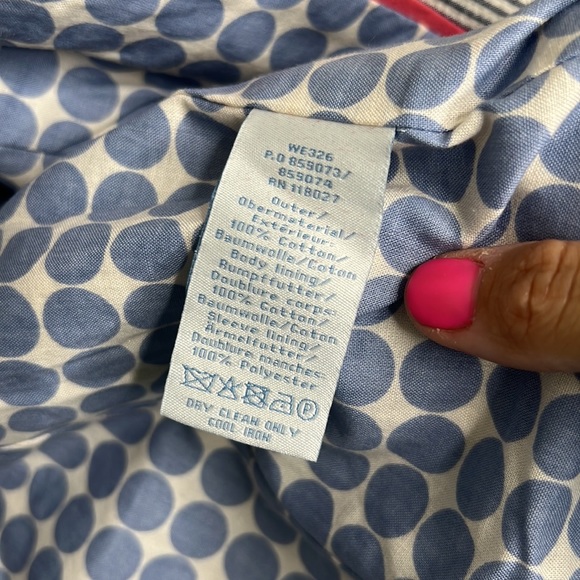 WE326
P.O 859073/
859074
RN 118027
Outer/
Obermaterial/
Extérieur:
100% Cotton/
Baumwolle/Coton
Body lining/
Rumpffutter/
Doublure corps:
100% Cotton/
Baumwolle/Coton
Sleeve lining/
Ärmelfutter/
Doublure manches:
100% Polyester
P
DRY CLEAN ONLY
COOL IRON